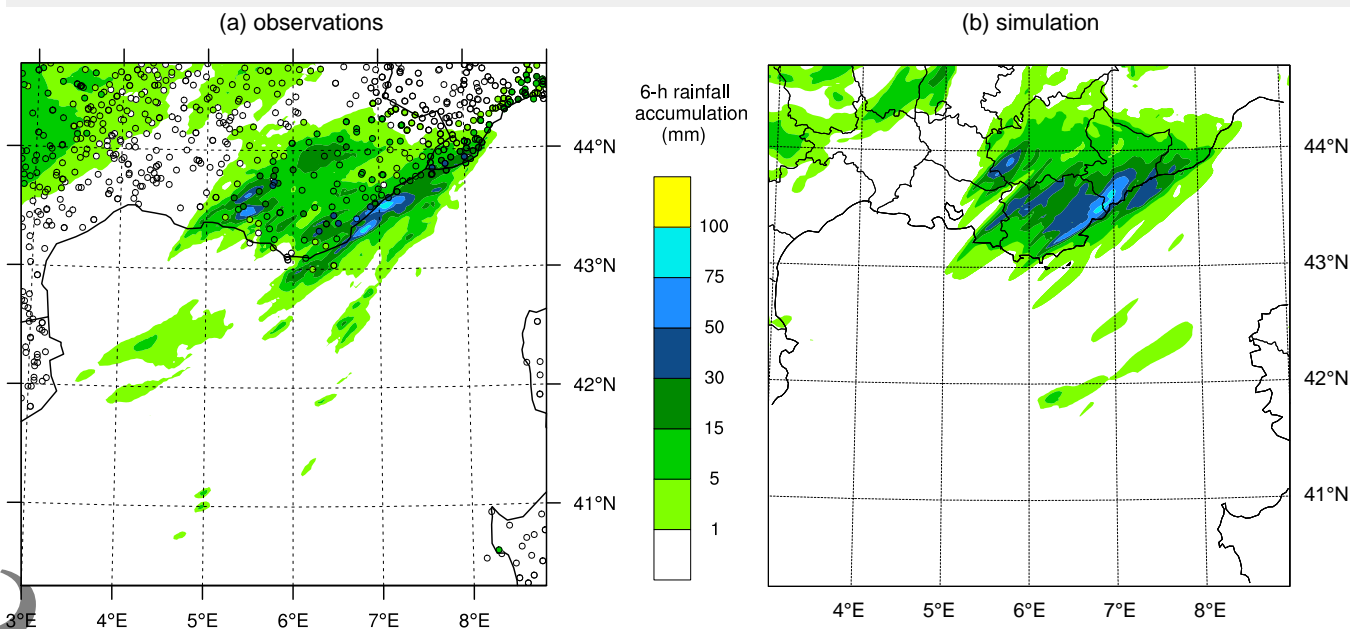 (a) observations
(b) simulation
6-h rainfall
accumulation
(mm)
100
75
50
30
15
5
1
44°N
43°N
42°N
41°N
3°E 4°E 5°E 6°E 7°E 8°E
44°N
43°N
42°N
41°N
4°E 5°E 6°E 7°E 8°E